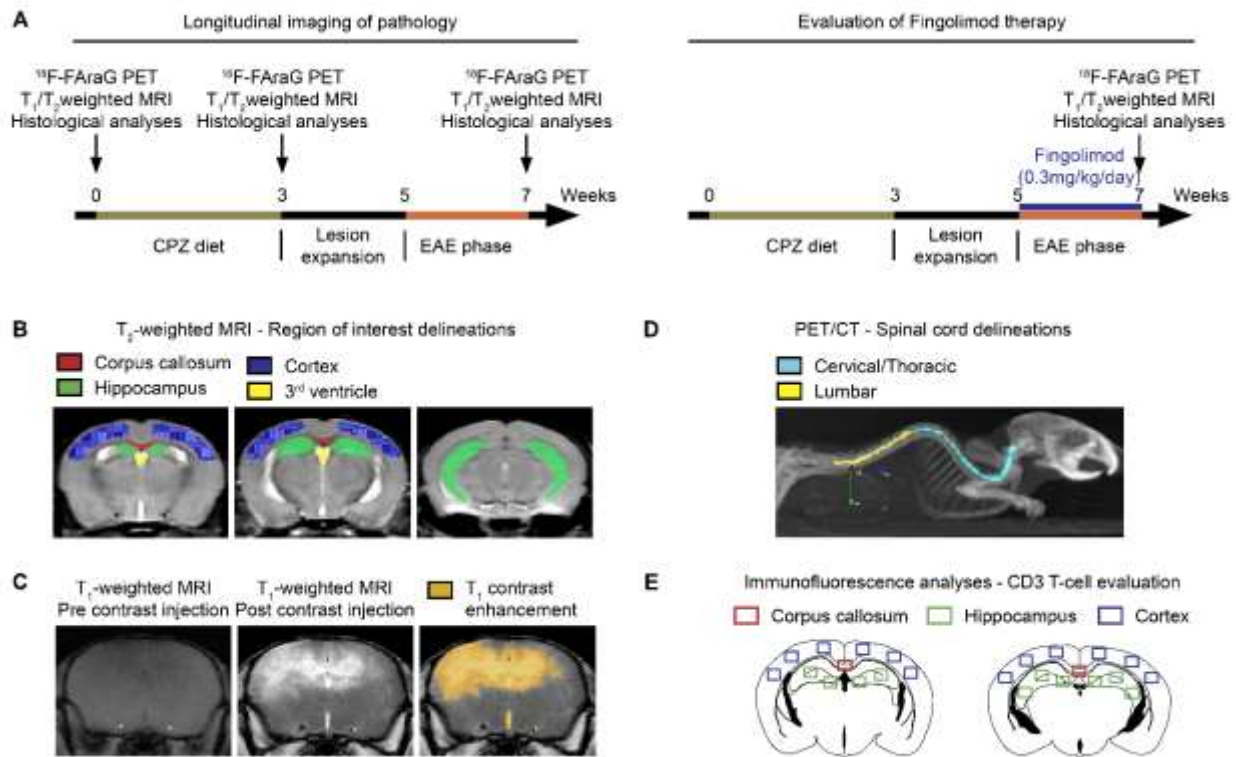 A
Longitudinal imaging of pathology
¹⁸F-FAraG PET
T₁/T₂weighted MRI
Histological analyses
¹⁸F-FAraG PET
T₁/T₂weighted MRI
Histological analyses
¹⁸F-FAraG PET
T₁/T₂weighted MRI
Histological analyses
0 3 5 7 Weeks
CPZ diet
Lesion
expansion
EAE phase
Evaluation of Fingolimod therapy
¹⁸F-FAraG PET
T₁/T₂weighted MRI
Histological analyses
Fingolimod
(0.3mg/kg/day)
0 3 5 7 Weeks
CPZ diet
Lesion
expansion
EAE phase
B
T₂-weighted MRI - Region of interest delineations
Corpus callosum
Cortex
Hippocampus
3ʳᵈ ventricle
D
PET/CT - Spinal cord delineations
Cervical/Thoracic
Lumbar
C
T₁-weighted MRI
Pre contrast injection
T₁-weighted MRI
Post contrast injection
T₁ contrast
enhancement
E
Immunofluorescence analyses - CD3 T-cell evaluation
Corpus callosum
Hippocampus
Cortex